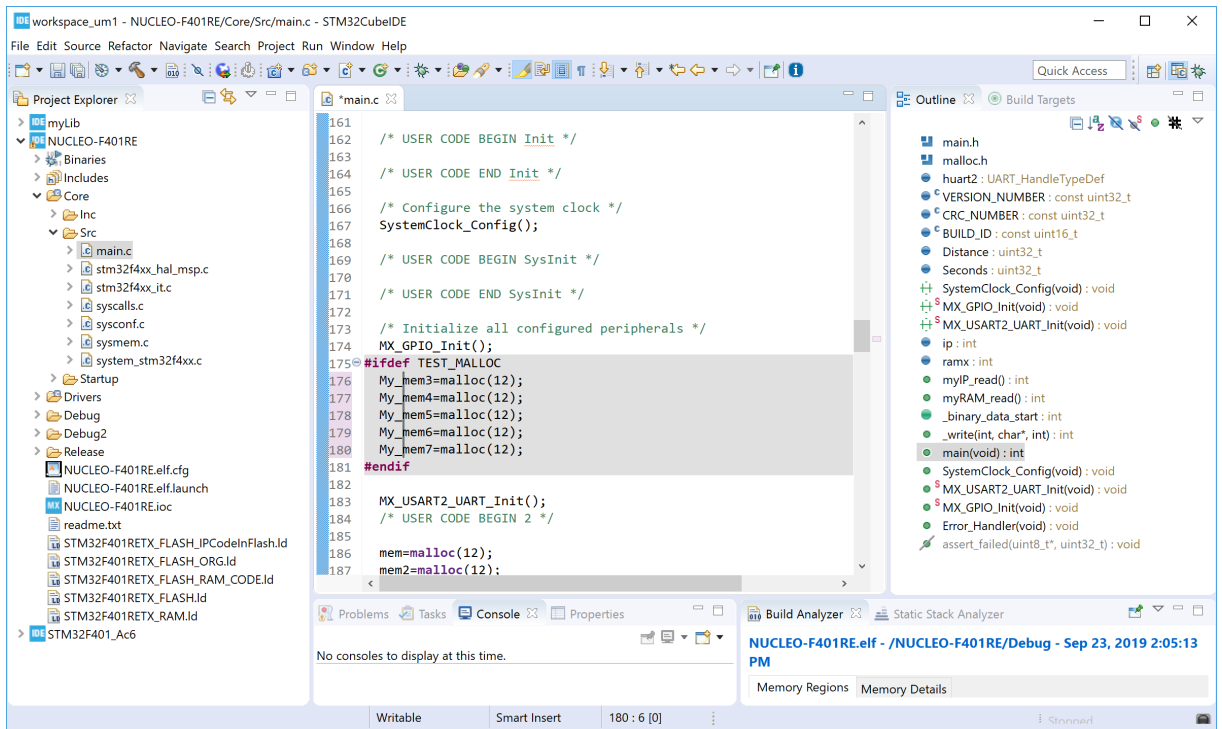 IDE workspace_um1 - NUCLEO-F401RE/Core/Src/main.c - STM32CubeIDE
File Edit Source Refactor Navigate Search Project Run Window Help
Quick Access
Project Explorer
myLib
NUCLEO-F401RE
Binaries
Includes
Core
Inc
Src
main.c
stm32f4xx_hal_msp.c
stm32f4xx_it.c
syscalls.c
sysconf.c
sysmem.c
system_stm32f4xx.c
Startup
Drivers
Debug
Debug2
Release
NUCLEO-F401RE.elf.cfg
NUCLEO-F401RE.elf.launch
NUCLEO-F401RE.ioc
readme.txt
STM32F401RETX_FLASH_IPCodeInFlash.ld
STM32F401RETX_FLASH_ORG.ld
STM32F401RETX_FLASH_RAM_CODE.ld
STM32F401RETX_FLASH.ld
STM32F401RETX_RAM.ld
STM32F401_Ac6
*main.c
161
162 /* USER CODE BEGIN Init */
163
164 /* USER CODE END Init */
165
166 /* Configure the system clock */
167 SystemClock_Config();
168
169 /* USER CODE BEGIN SysInit */
170
171 /* USER CODE END SysInit */
172
173 /* Initialize all configured peripherals */
174 MX_GPIO_Init();
175 #ifdef TEST_MALLOC
176 My_mem3=malloc(12);
177 My_mem4=malloc(12);
178 My_mem5=malloc(12);
179 My_mem6=malloc(12);
180 My_mem7=malloc(12);
181 #endif
182
183 MX_USART2_UART_Init();
184 /* USER CODE BEGIN 2 */
185
186 mem=malloc(12);
187 mem2=malloc(12);
Outline Build Targets
main.h
malloc.h
huart2 : UART_HandleTypeDef
VERSION_NUMBER : const uint32_t
CRC_NUMBER : const uint32_t
BUILD_ID : const uint16_t
Distance : uint32_t
Seconds : uint32_t
SystemClock_Config(void) : void
MX_GPIO_Init(void) : void
MX_USART2_UART_Init(void) : void
ip : int
ramx : int
myIP_read() : int
myRAM_read() : int
_binary_data_start : int
_write(int, char*, int) : int
main(void) : int
SystemClock_Config(void) : void
MX_USART2_UART_Init(void) : void
MX_GPIO_Init(void) : void
Error_Handler(void) : void
assert_failed(uint8_t*, uint32_t) : void
Problems Tasks Console Properties
No consoles to display at this time.
Build Analyzer Static Stack Analyzer
NUCLEO-F401RE.elf - /NUCLEO-F401RE/Debug - Sep 23, 2019 2:05:13
PM
Memory Regions Memory Details
Writable Smart Insert 180 : 6 [0] Stopped